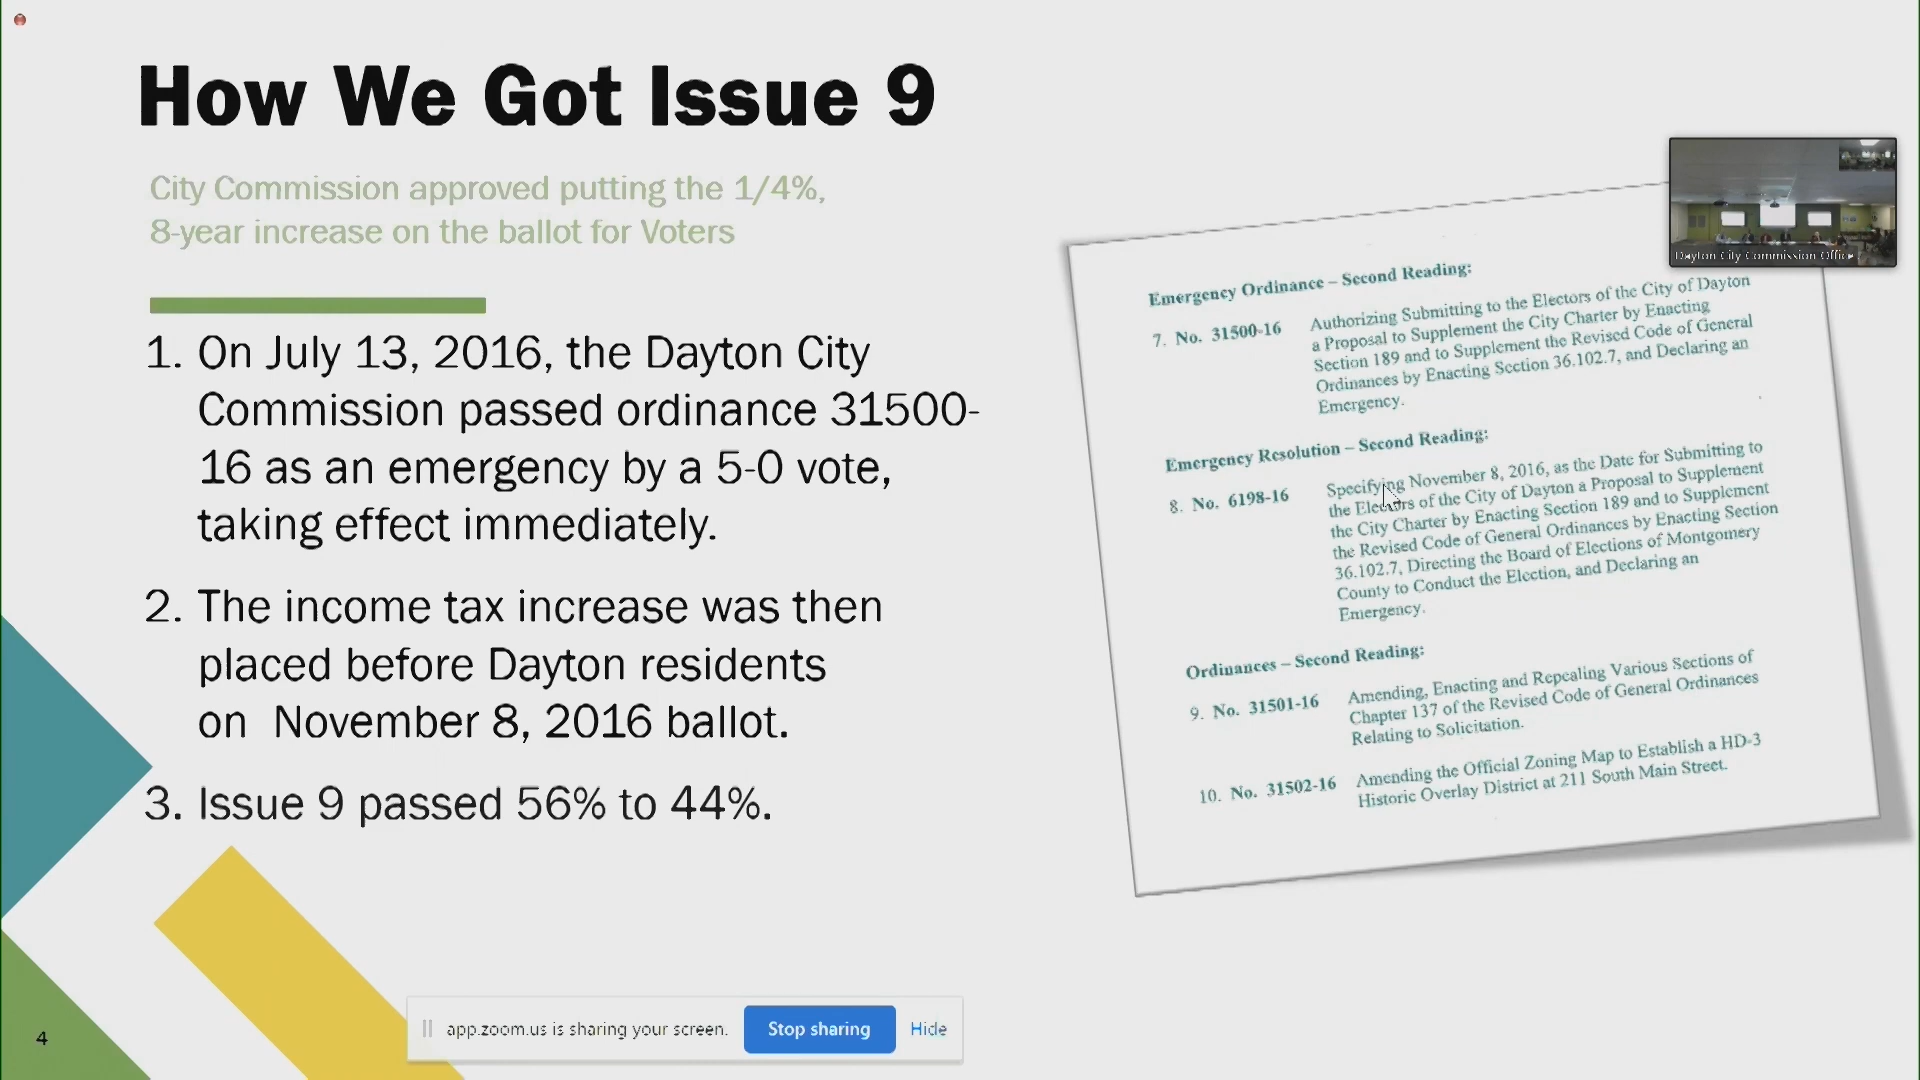 How We Got Issue 9
City Commission approved putting the 1/4%,
8-year increase on the ballot for Voters
1. On July 13, 2016, the Dayton City
Commission passed ordinance 31500-
16 as an emergency by a 5-0 vote,
taking effect immediately.
2. The income tax increase was then
placed before Dayton residents
on November 8, 2016 ballot.
3. Issue 9 passed 56% to 44%.
Emergency Ordinance – Second Reading:
7. No. 31500-16 Authorizing Submitting to the Electors of the City of Dayton
a Proposal to Supplement the City Charter by Enacting
Section 189 and to Supplement the Revised Code of General
Ordinances by Enacting Section 36.102.7, and Declaring an
Emergency.
Emergency Resolution – Second Reading:
8. No. 6198-16 Specifying November 8, 2016, as the Date for Submitting to
the Electors of the City of Dayton a Proposal to Supplement
the City Charter by Enacting Section 189 and to Supplement
the Revised Code of General Ordinances by Enacting Section
36.102.7, Directing the Board of Elections of Montgomery
County to Conduct the Election, and Declaring an
Emergency.
Ordinances – Second Reading:
9. No. 31501-16 Amending, Enacting and Repealing Various Sections of
Chapter 137 of the Revised Code of General Ordinances
Relating to Solicitation.
10. No. 31502-16 Amending the Official Zoning Map to Establish a HD-3
Historic Overlay District at 211 South Main Street.
Dayton City Commission Office
4
app.zoom.us is sharing your screen.
Stop sharing
Hide